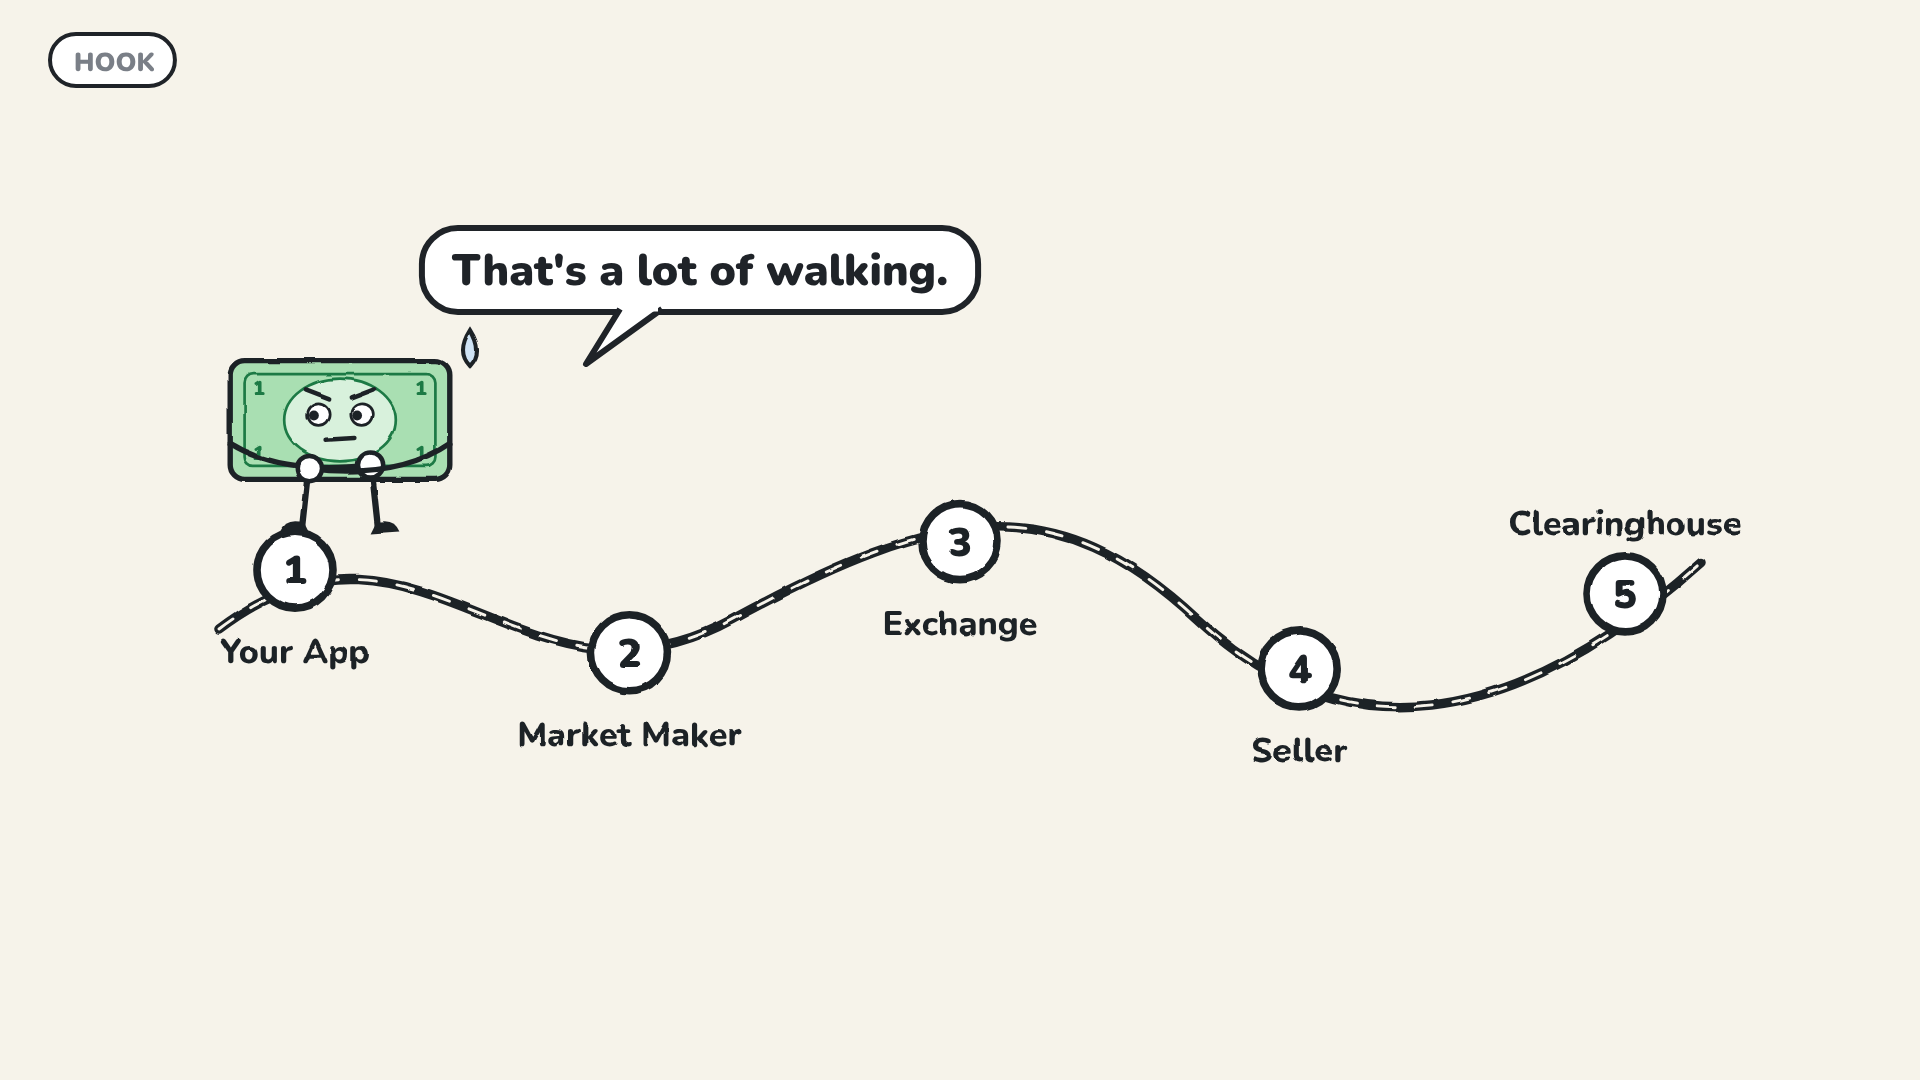 HOOK
That's a lot of walking.
1 1
1 1
1
Your App
2
Market Maker
3
Exchange
4
Seller
Clearinghouse
5